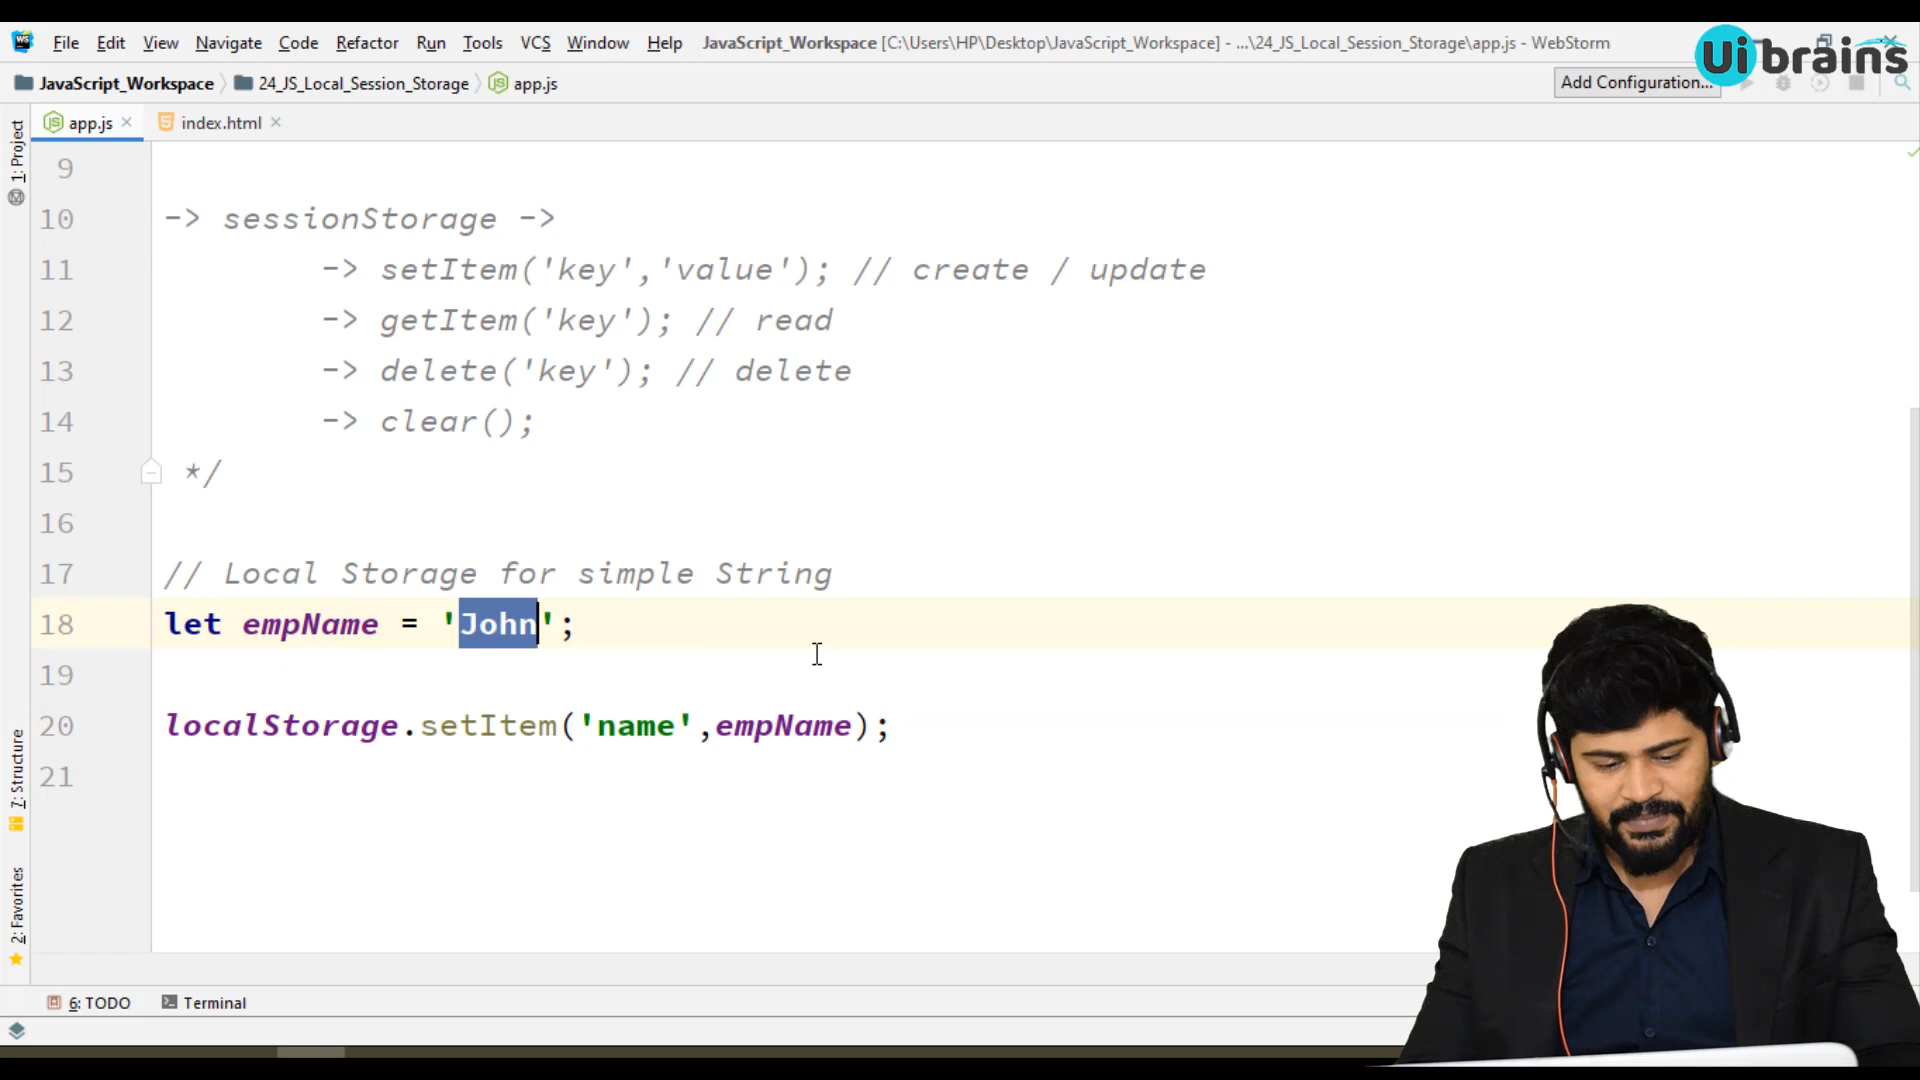 WS File Edit View Navigate Code Refactor Run Tools VCS Window Help JavaScript_Workspace [C:\Users\HP\Desktop\JavaScript_Workspace] - ...\24_JS_Local_Session_Storage\app.js - WebStorm
Ui brains
JavaScript_Workspace 24_JS_Local_Session_Storage app.js Add Configuration...
app.js index.html
1: Project
7: Structure
2: Favorites
9
10 -> sessionStorage ->
11 -> setItem('key','value'); // create / update
12 -> getItem('key'); // read
13 -> delete('key'); // delete
14 -> clear();
15 */
16
17 // Local Storage for simple String
18 let empName = 'John';
19
20 localStorage.setItem('name',empName);
21
6: TODO Terminal